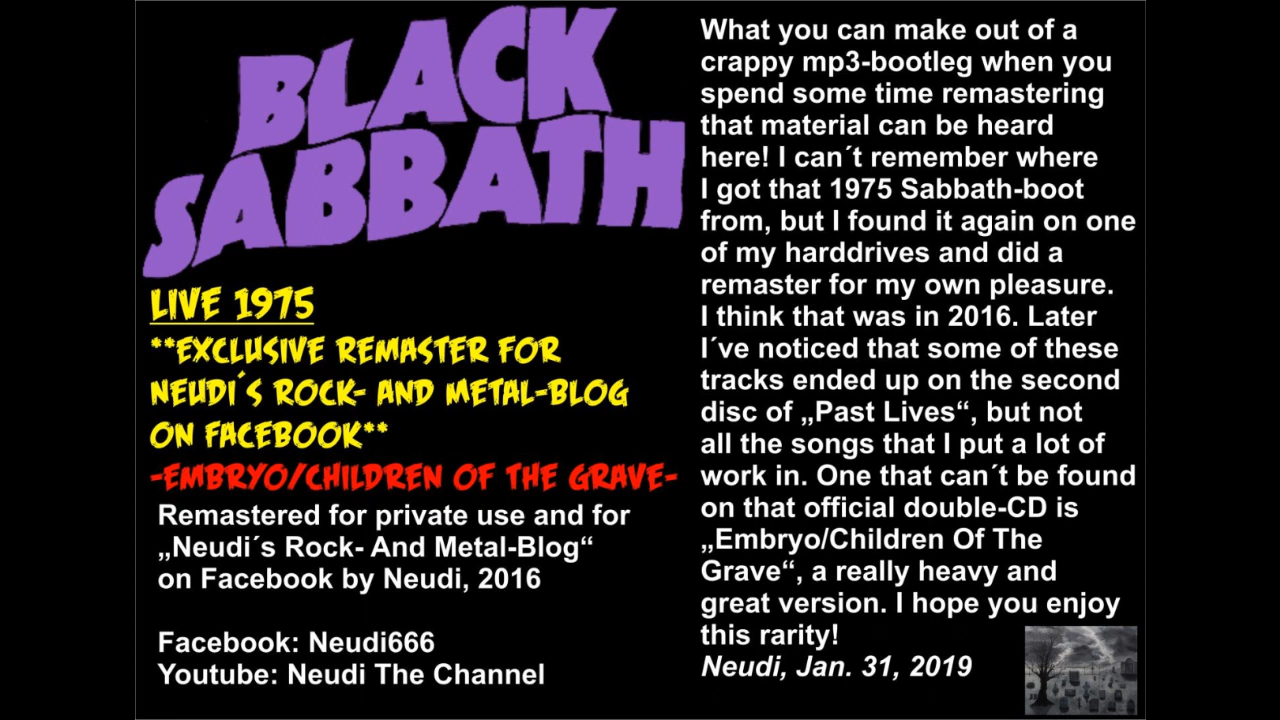 BLACK
SABBATH
LIVE 1975
**EXCLUSIVE REMASTER FOR
NEUDI´S ROCK- AND METAL-BLOG
ON FACEBOOK**
-EMBRYO/CHILDREN OF THE GRAVE-
Remastered for private use and for
„Neudi´s Rock- And Metal-Blog“
on Facebook by Neudi, 2016
Facebook: Neudi666
Youtube: Neudi The Channel
What you can make out of a
crappy mp3-bootleg when you
spend some time remastering
that material can be heard
here! I can´t remember where
I got that 1975 Sabbath-boot
from, but I found it again on one
of my harddrives and did a
remaster for my own pleasure.
I think that was in 2016. Later
I´ve noticed that some of these
tracks ended up on the second
disc of „Past Lives“, but not
all the songs that I put a lot of
work in. One that can´t be found
on that official double-CD is
„Embryo/Children Of The
Grave“, a really heavy and
great version. I hope you enjoy
this rarity!
Neudi, Jan. 31, 2019